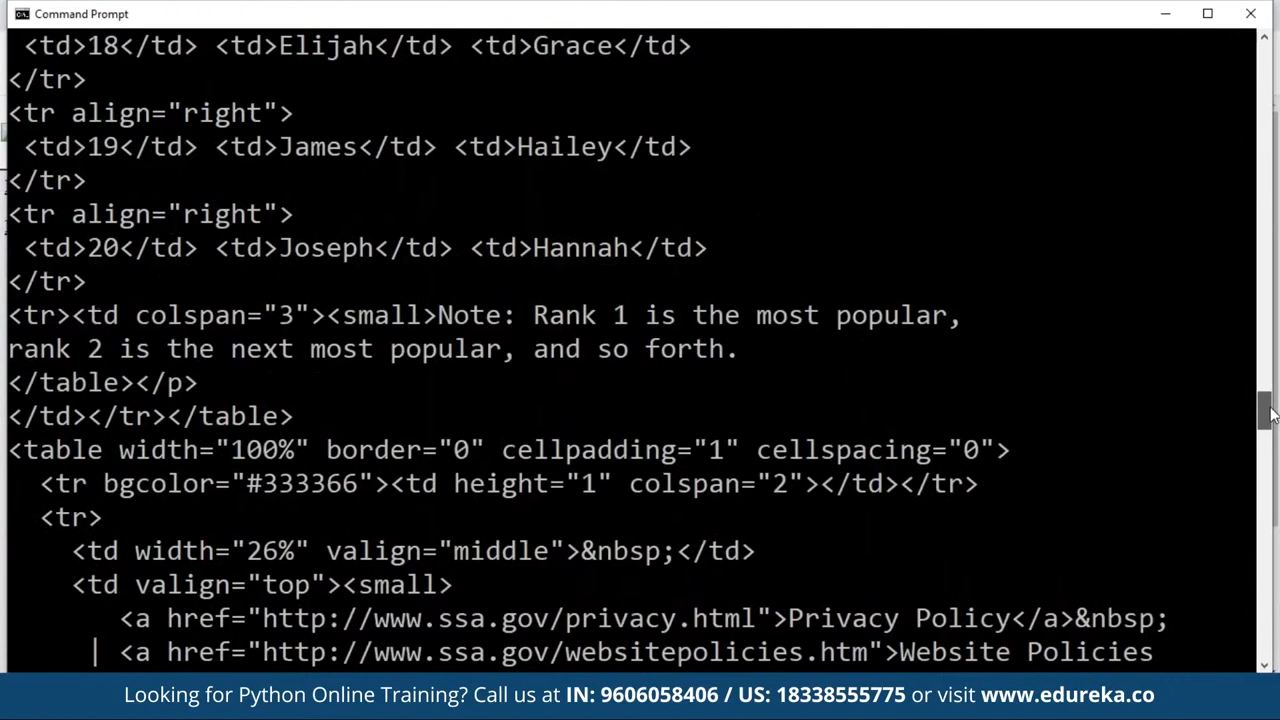 Command Prompt
<td>18</td> <td>Elijah</td> <td>Grace</td>
</tr>
<tr align="right">
<td>19</td> <td>James</td> <td>Hailey</td>
</tr>
<tr align="right">
<td>20</td> <td>Joseph</td> <td>Hannah</td>
</tr>
<tr><td colspan="3"><small>Note: Rank 1 is the most popular,
rank 2 is the next most popular, and so forth.
</table></p>
</td></tr></table>
<table width="100%" border="0" cellpadding="1" cellspacing="0">
<tr bgcolor="#333366"><td height="1" colspan="2"></td></tr>
<tr>
<td width="26%" valign="middle">&nbsp;</td>
<td valign="top"><small>
<a href="http://www.ssa.gov/privacy.html">Privacy Policy</a>&nbsp;
| <a href="http://www.ssa.gov/websitepolicies.htm">Website Policies
Looking for Python Online Training? Call us at IN: 9606058406 / US: 18338555775 or visit www.edureka.co